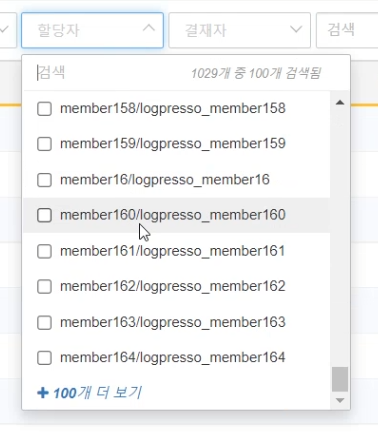 할당자
결재자
검색
검색
1029개 중 100개 검색됨
member158/logpresso_member158
member159/logpresso_member159
member16/logpresso_member16
member160/logpresso_member160
member161/logpresso_member161
member162/logpresso_member162
member163/logpresso_member163
member164/logpresso_member164
+ 100개 더 보기